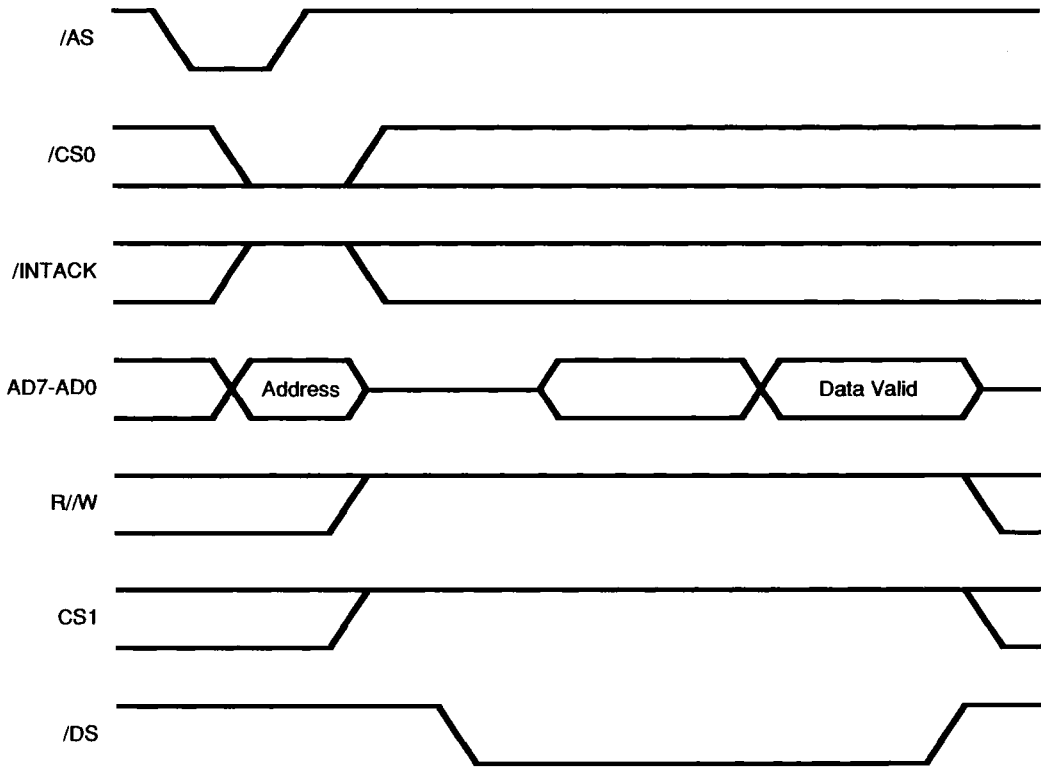 /AS
/CS0
/INTACK
AD7-AD0
Address
Data Valid
R//W
CS1
/DS